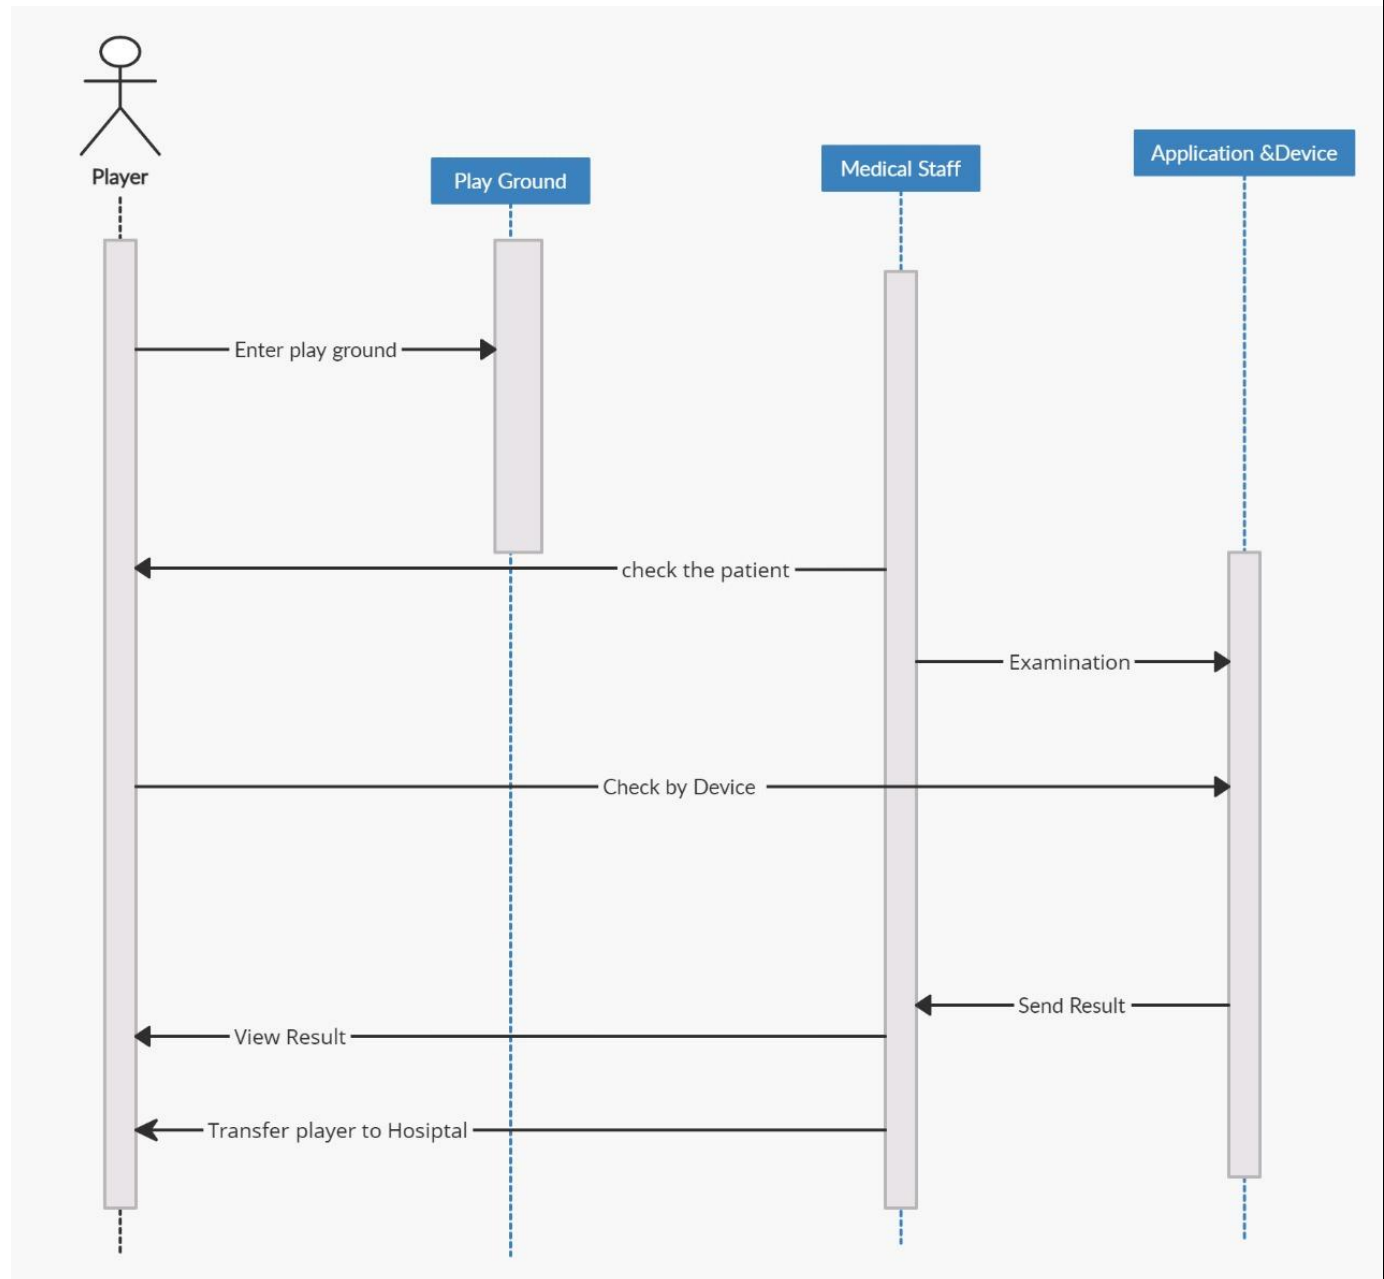 Player
Play Ground
Medical Staff
Application &Device
Enter play ground
check the patient
Examination
Check by Device
Send Result
View Result
Transfer player to Hosiptal